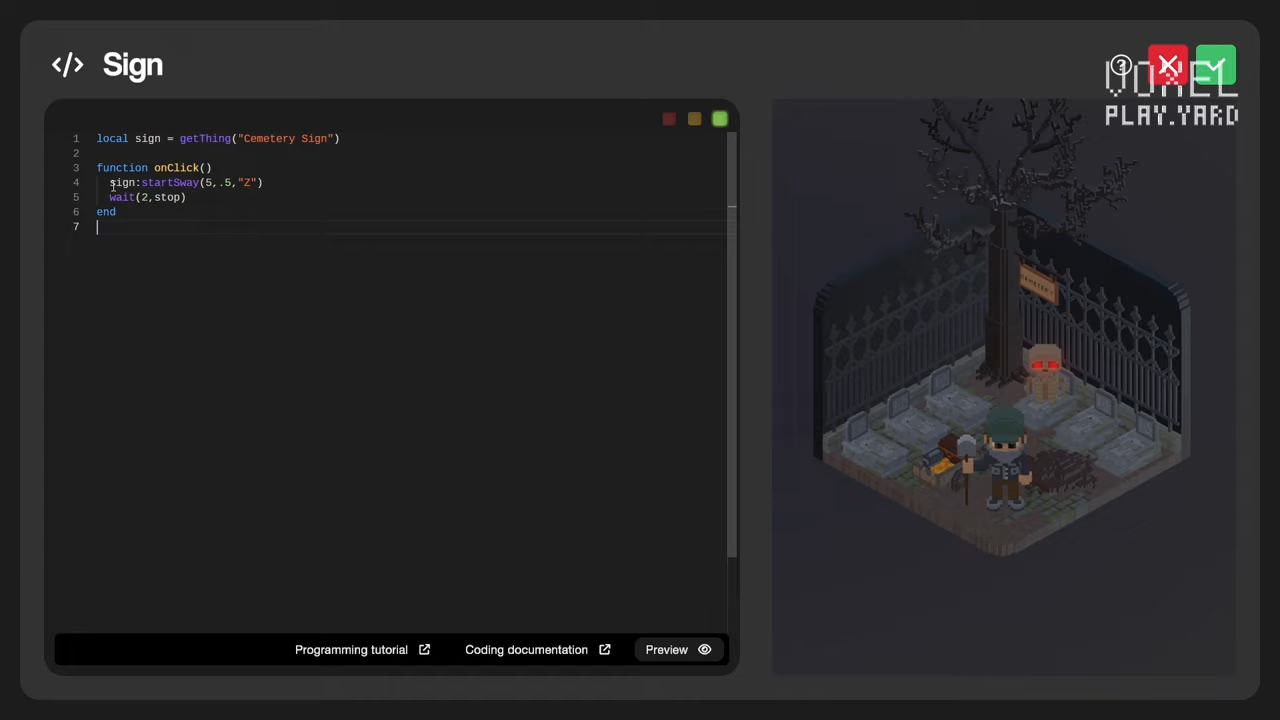 </> Sign
VOXEL
PLAY.YARD
1 local sign = getThing("Cemetery Sign")
2
3 function onClick()
4 sign:startSway(5,.5,"Z")
5 wait(2,stop)
6 end
7
CEMETERY
Programming tutorial
Coding documentation
Preview